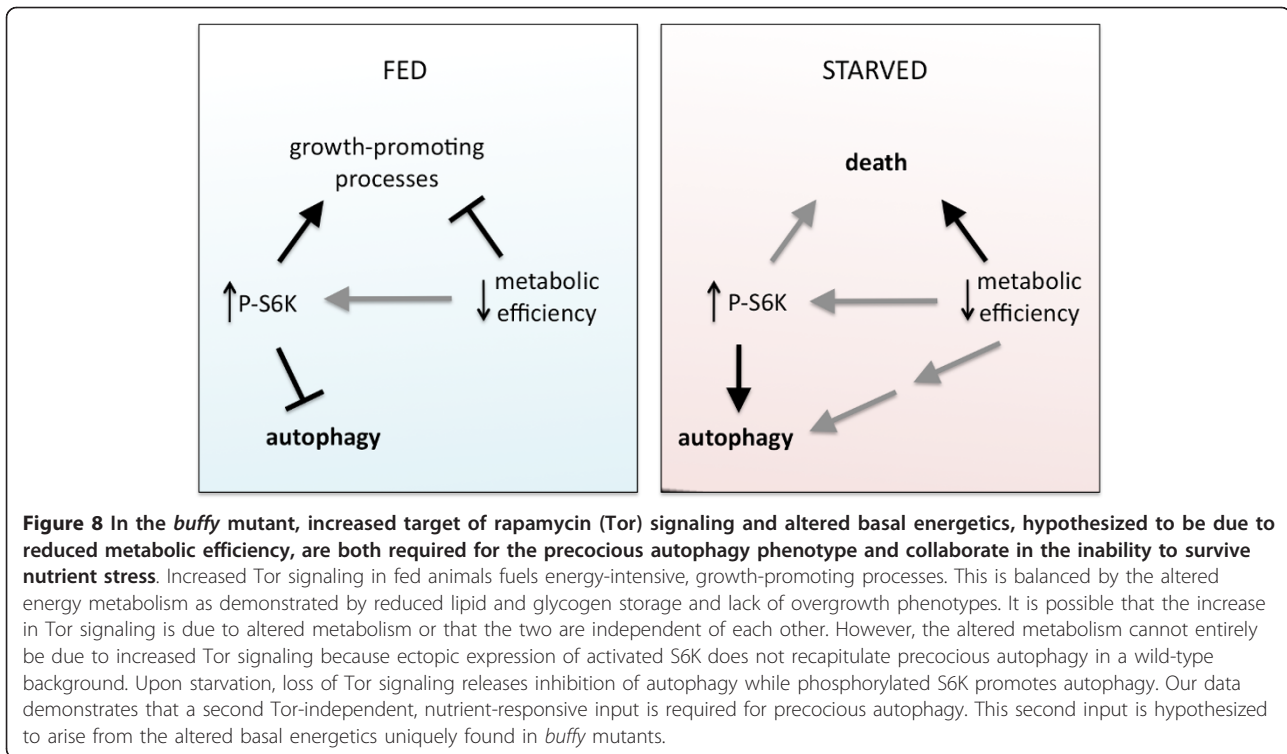 FED
growth-promoting
processes
↑P-S6K
↓ metabolic
efficiency
autophagy
STARVED
death
↑ P-S6K
↓ metabolic
efficiency
autophagy
Figure 8 In the buffy mutant, increased target of rapamycin (Tor) signaling and altered basal energetics, hypothesized to be due to
reduced metabolic efficiency, are both required for the precocious autophagy phenotype and collaborate in the inability to survive
nutrient stress. Increased Tor signaling in fed animals fuels energy-intensive, growth-promoting processes. This is balanced by the altered
energy metabolism as demonstrated by reduced lipid and glycogen storage and lack of overgrowth phenotypes. It is possible that the increase
in Tor signaling is due to altered metabolism or that the two are independent of each other. However, the altered metabolism cannot entirely
be due to increased Tor signaling because ectopic expression of activated S6K does not recapitulate precocious autophagy in a wild-type
background. Upon starvation, loss of Tor signaling releases inhibition of autophagy while phosphorylated S6K promotes autophagy. Our data
demonstrates that a second Tor-independent, nutrient-responsive input is required for precocious autophagy. This second input is hypothesized
to arise from the altered basal energetics uniquely found in buffy mutants.